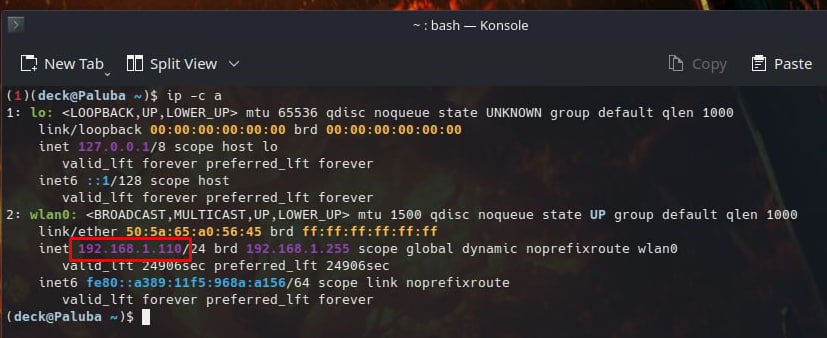 ~ : bash — Konsole
New Tab Split View Copy Paste
(1)(deck@Paluba ~)$ ip -c a
1: lo: <LOOPBACK,UP,LOWER_UP> mtu 65536 qdisc noqueue state UNKNOWN group default qlen 1000
link/loopback 00:00:00:00:00:00 brd 00:00:00:00:00:00
inet 127.0.0.1/8 scope host lo
valid_lft forever preferred_lft forever
inet6 ::1/128 scope host
valid_lft forever preferred_lft forever
2: wlan0: <BROADCAST,MULTICAST,UP,LOWER_UP> mtu 1500 qdisc noqueue state UP group default qlen 1000
link/ether 50:5a:65:a0:56:45 brd ff:ff:ff:ff:ff:ff
inet 192.168.1.110/24 brd 192.168.1.255 scope global dynamic noprefixroute wlan0
valid_lft 24906sec preferred_lft 24906sec
inet6 fe80::a389:11f5:968a:a156/64 scope link noprefixroute
valid_lft forever preferred_lft forever
(deck@Paluba ~)$